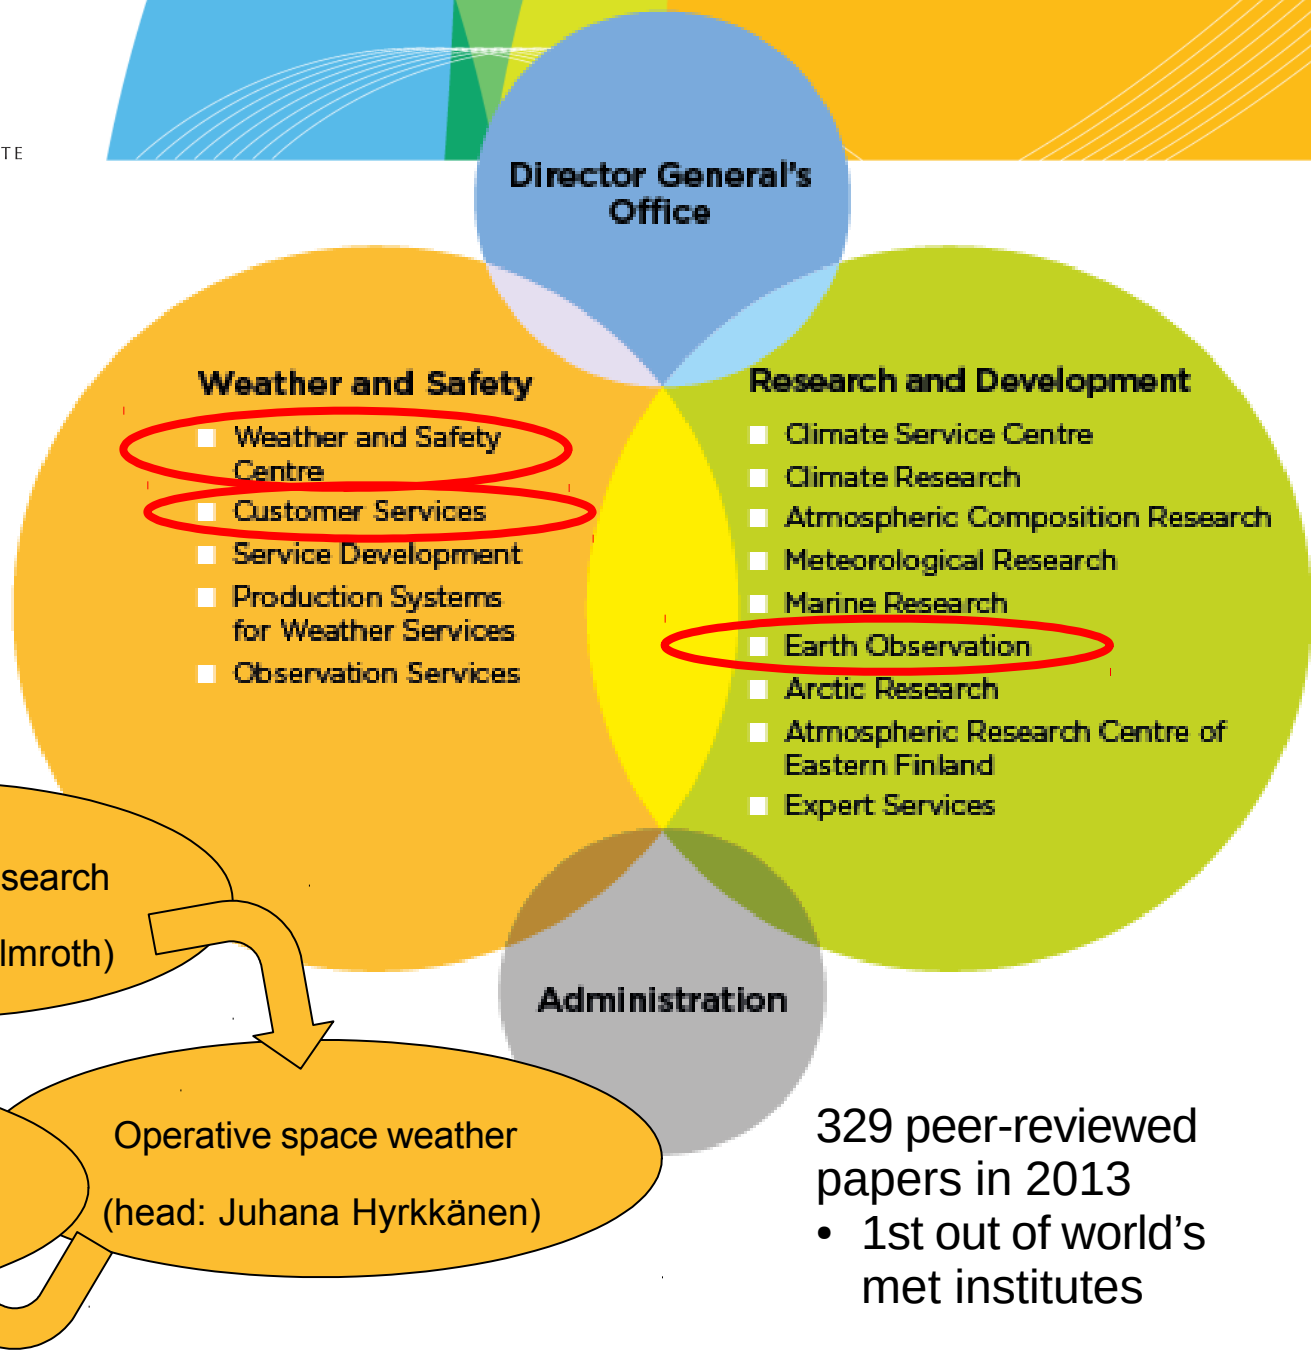 TE
Director General's
Office
Weather and Safety
Weather and Safety
Centre
Customer Services
Service Development
Production Systems
for Weather Services
Observation Services
Research and Development
Climate Service Centre
Climate Research
Atmospheric Composition Research
Meteorological Research
Marine Research
Earth Observation
Arctic Research
Atmospheric Research Centre of
Eastern Finland
Expert Services
search
lmroth)
Administration
Operative space weather
(head: Juhana Hyrkkänen)
329 peer-reviewed
papers in 2013
• 1st out of world's
met institutes